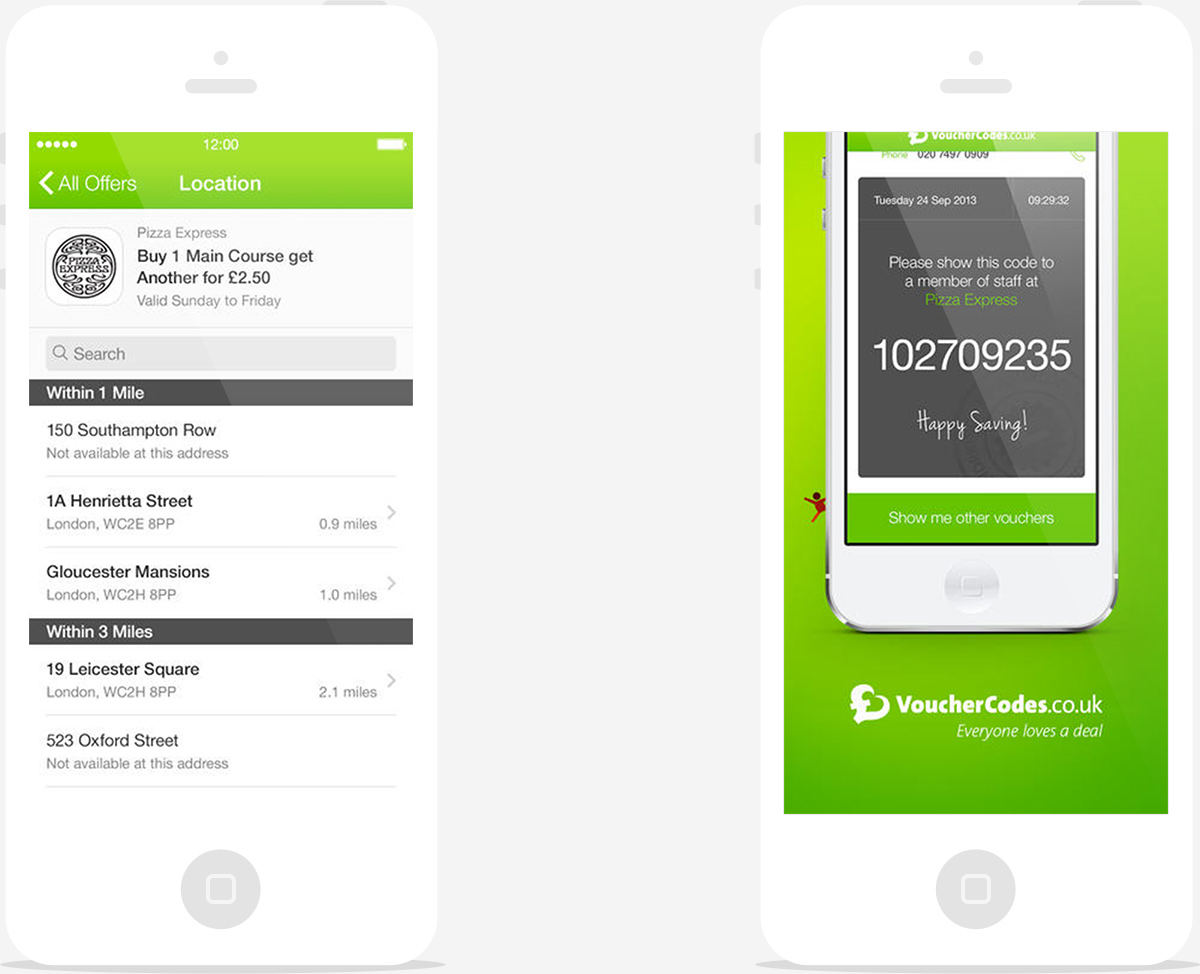 12:00
All Offers
Location
Pizza Express
PIZZA
EXPRESS
Buy 1 Main Course get
Another for £2.50
Valid Sunday to Friday
Search
Within 1 Mile
150 Southampton Row
Not available at this address
1A Henrietta Street
London, WC2E 8PP 0.9 miles
Gloucester Mansions
London, WC2H 8PP 1.0 miles
Within 3 Miles
19 Leicester Square
London, WC2H 8PP 2.1 miles
523 Oxford Street
Not available at this address
VoucherCodes.co.uk
Phone 020 7497 0909
Tuesday 24 Sep 2013 09:29:32
Please show this code to
a member of staff at
Pizza Express
102709235
Happy Saving!
Show me other vouchers
VoucherCodes.co.uk
Everyone loves a deal